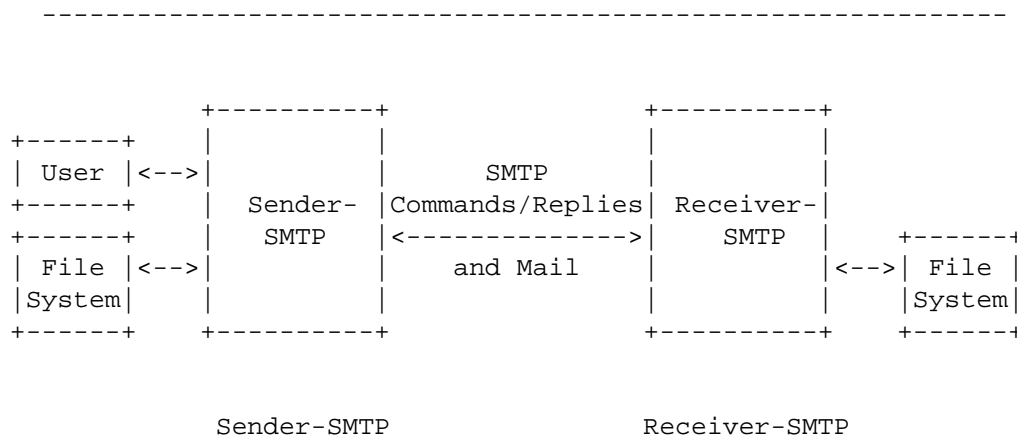 User
SMTP
Sender- Commands/Replies Receiver-
SMTP SMTP
File and Mail File
System System
Sender-SMTP Receiver-SMTP